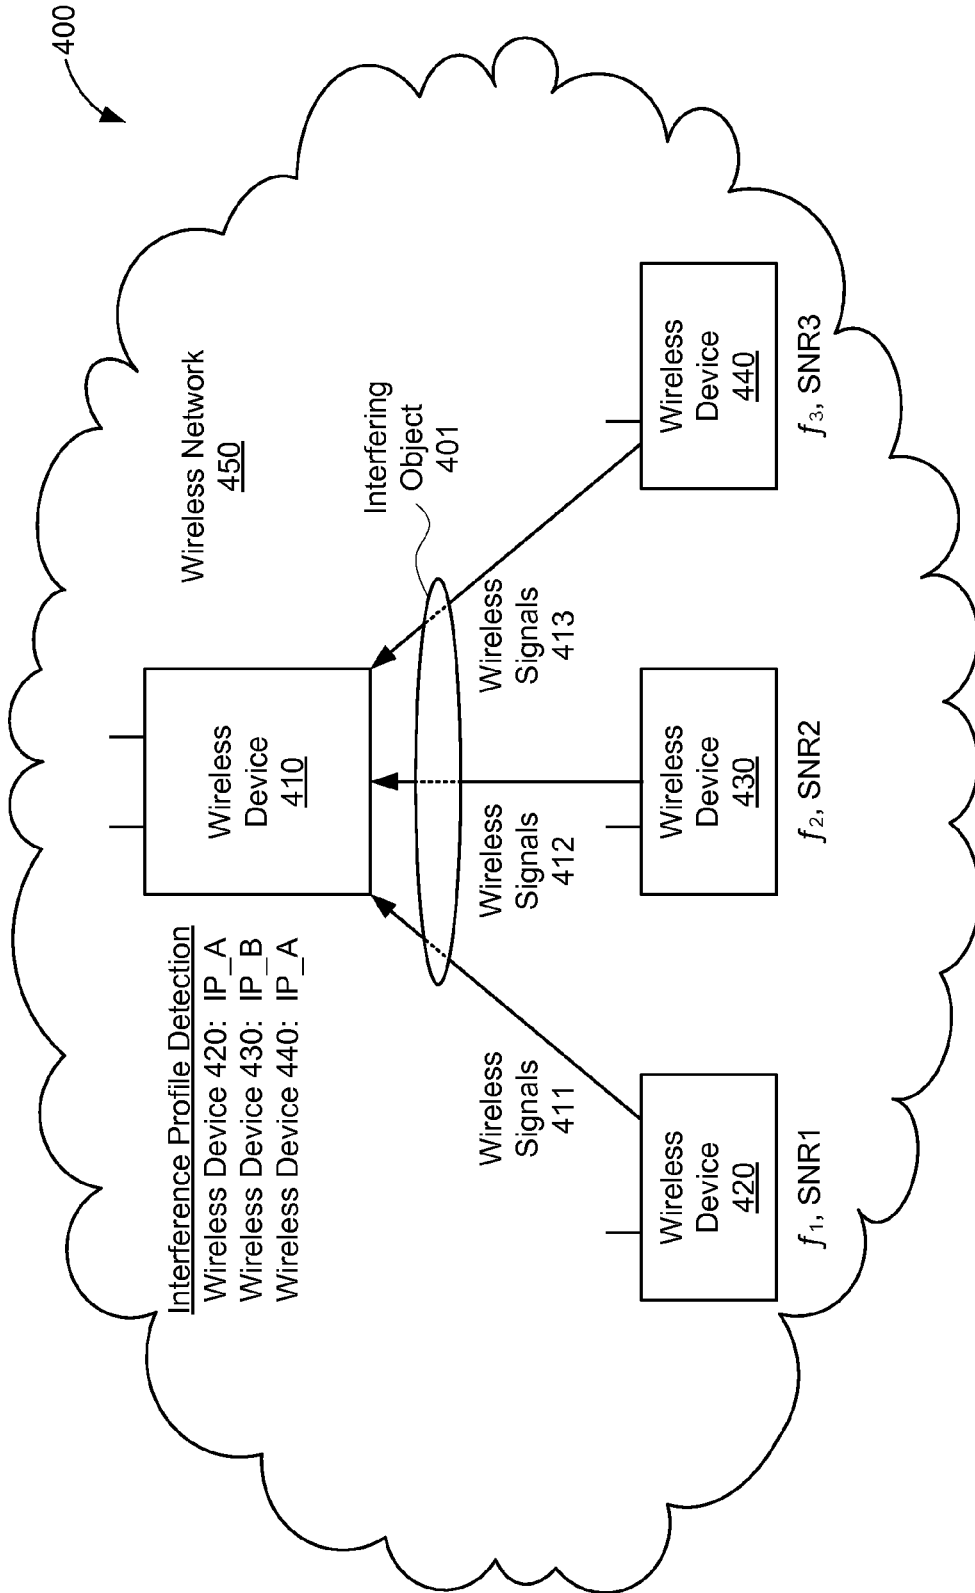 400
Wireless Network
450
Interference Profile Detection
Wireless Device 420: IP_A
Wireless Device 430: IP_B
Wireless Device 440: IP_A
Wireless
Device
410
Interfering
Object
401
Wireless
Signals
411
Wireless
Signals
412
Wireless
Signals
413
Wireless
Device
420
f1, SNR1
Wireless
Device
430
f2, SNR2
Wireless
Device
440
f3, SNR3